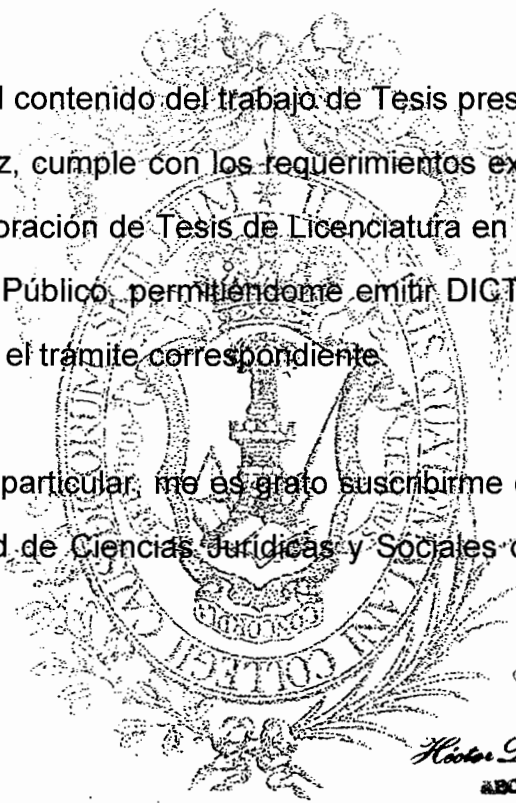 l contenido del trabajo de Tesis pres
z, cumple con los requerimientos ex
oración de Tesis de Licenciatura en
Público, permitiéndome emitir DICT
el trámite correspondiente.
particular, me es grato suscribirme
d de Ciencias Jurídicas y Sociales
Héctor